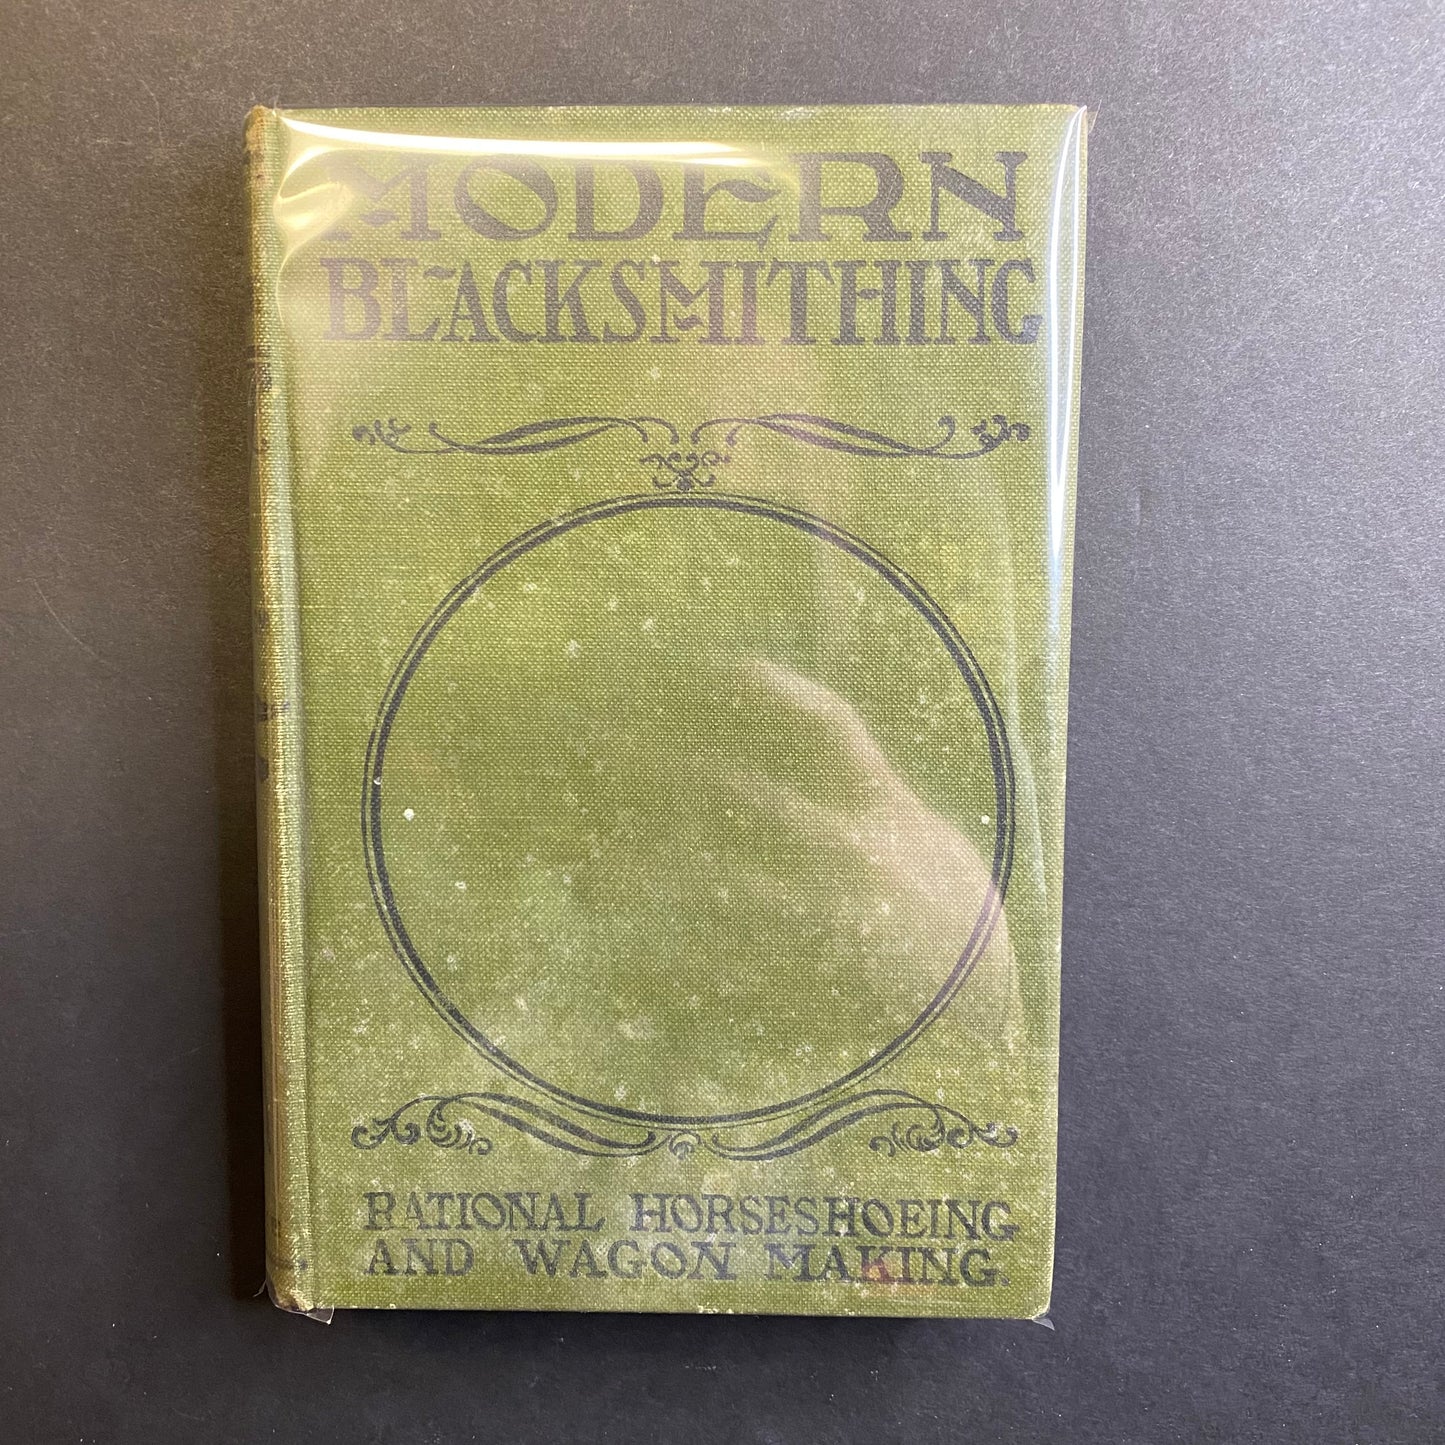 MODERN
BLACKSMITHING
RATIONAL HORSESHOEING
AND WAGON MAKING.